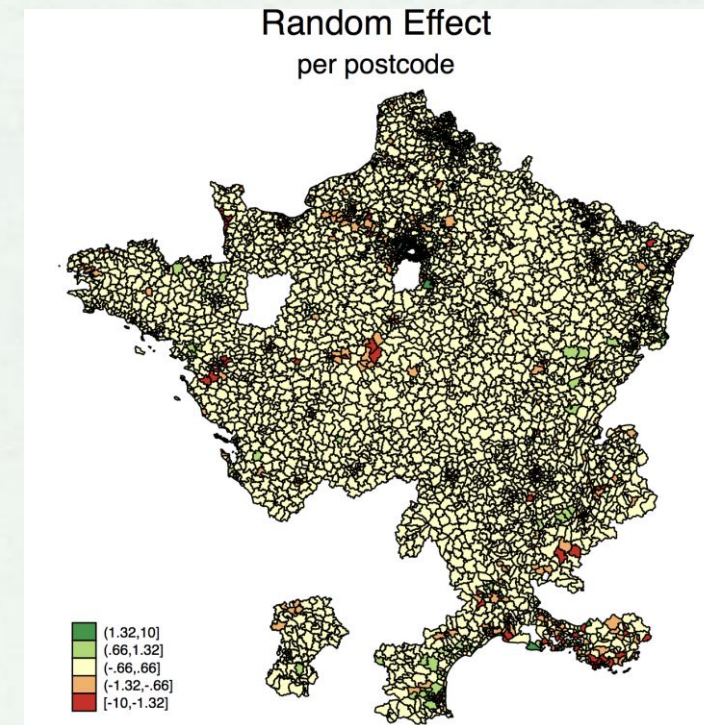 Random Effect
per postcode
(1.32,10]
(.66,1.32]
(-.66,.66]
(-1.32,-.66]
[-10,-1.32]